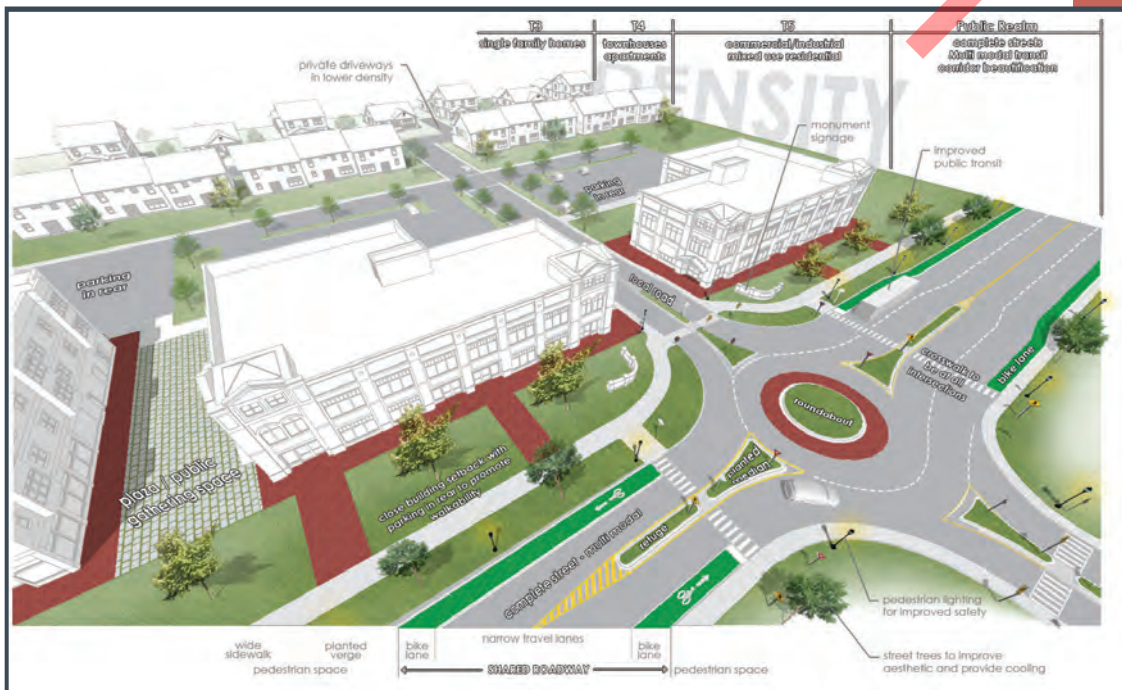 T3
single family homes
T4
townhouses
apartments
T5
commercial/industrial
mixed use residential
Public Realm
complete streets
Multi modal transit
corridor beautification
DENSITY
private driveways
in lower density
monument
signage
improved
public transit
parking
in rear
parking
in rear
local road
crosswalk to
be at all
intersections
bike lane
roundabout
plaza / public
gathering space
close building setback with
parking in rear to promote
walkability
planted
median
refuge
complete street - multi modal
pedestrian lighting
for improved safety
street trees to improve
aesthetic and provide cooling
wide
sidewalk
planted
verge
bike
lane
narrow travel lanes
bike
lane
pedestrian space
SHARED ROADWAY
pedestrian space